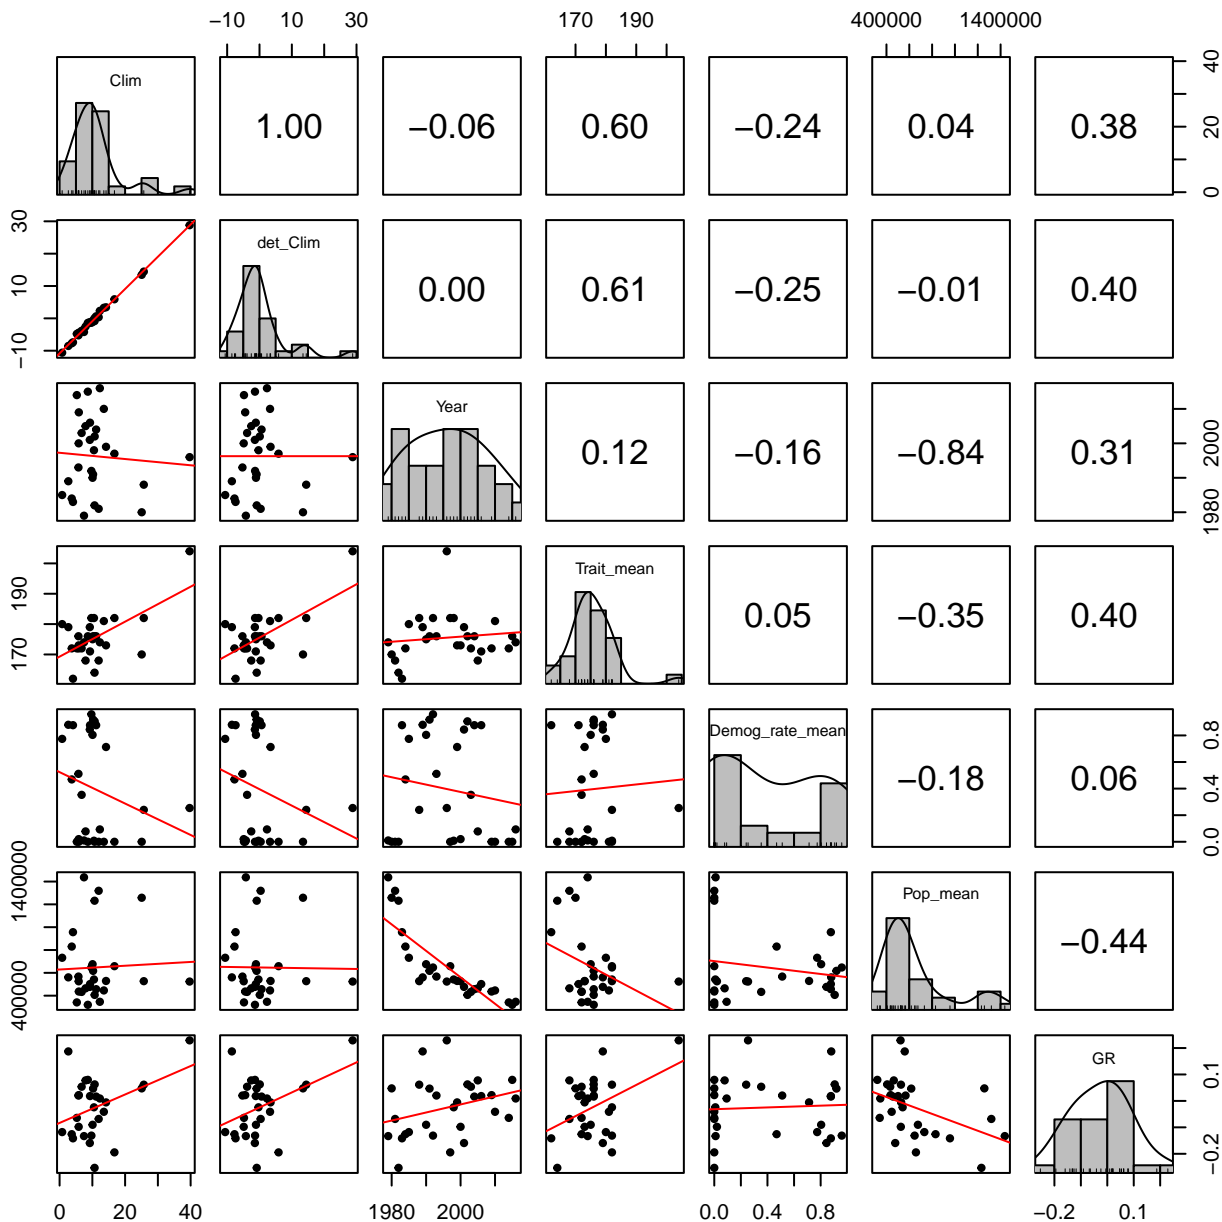 −10 10 30 170 190 400000 1400000
Clim 1.00 −0.06 0.60 −0.24 0.04 0.38 0 20 40
−10 10 30 det_Clim 0.00 0.61 −0.25 −0.01 0.40
Year 0.12 −0.16 −0.84 0.31 1980 2000
170 190 Trait_mean 0.05 −0.35 0.40
Demog_rate_mean −0.18 0.06 0.0 0.4 0.8
400000 1400000 Pop_mean −0.44
GR −0.2 0.1
0 20 40 1980 2000 0.0 0.4 0.8 −0.2 0.1